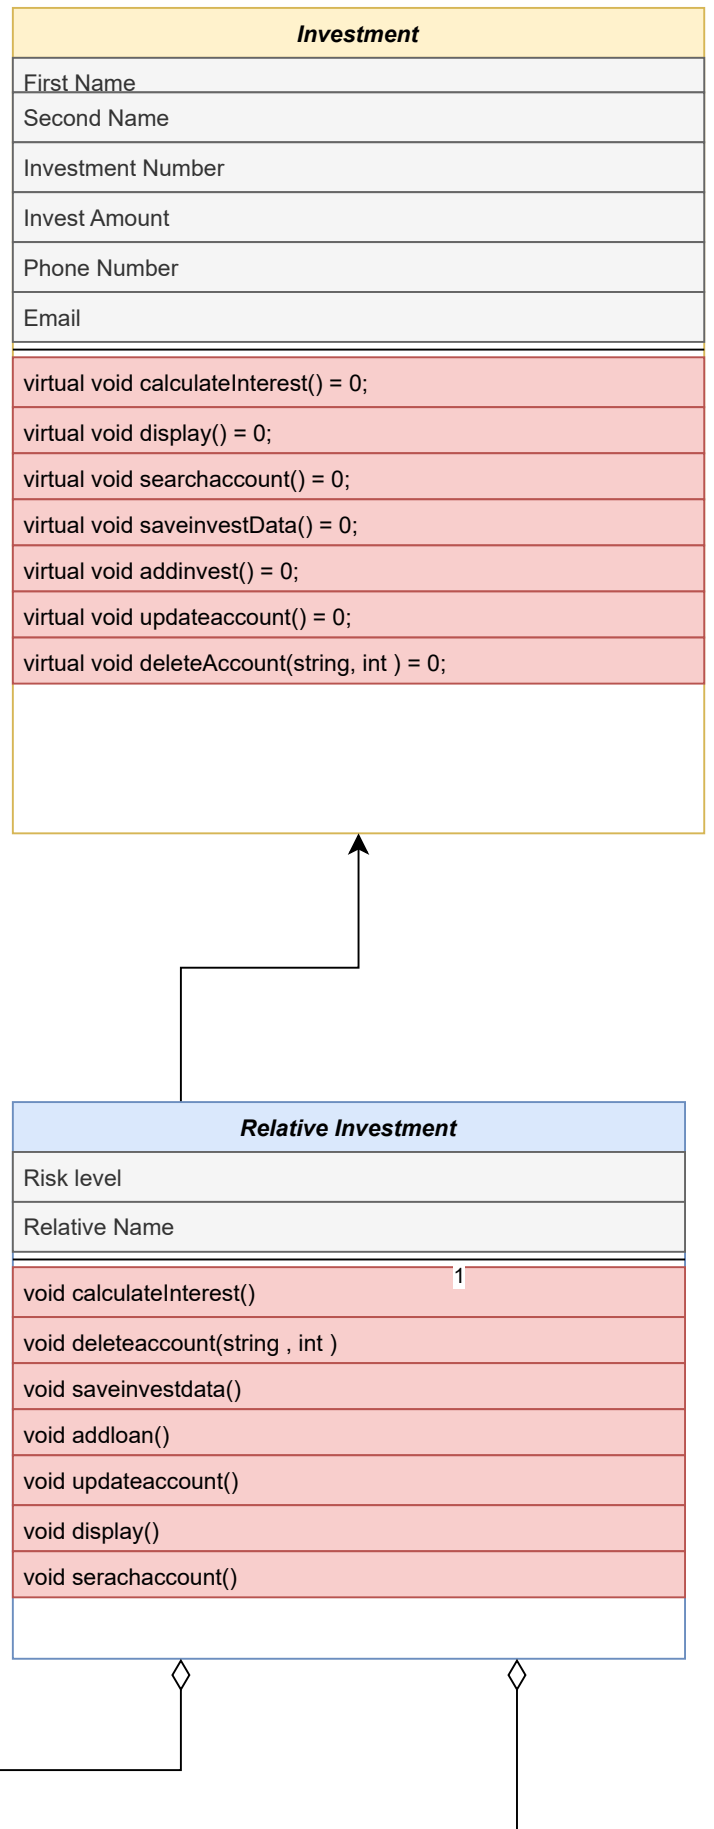 Investment
First Name
Second Name
Investment Number
Invest Amount
Phone Number
Email
virtual void calculateInterest() = 0;
virtual void display() = 0;
virtual void searchaccount() = 0;
virtual void saveinvestData() = 0;
virtual void addinvest() = 0;
virtual void updateaccount() = 0;
virtual void deleteAccount(string, int ) = 0;
Relative Investment
Risk level
Relative Name
1
void calculateInterest()
void deleteaccount(string , int )
void saveinvestdata()
void addloan()
void updateaccount()
void display()
void serachaccount()